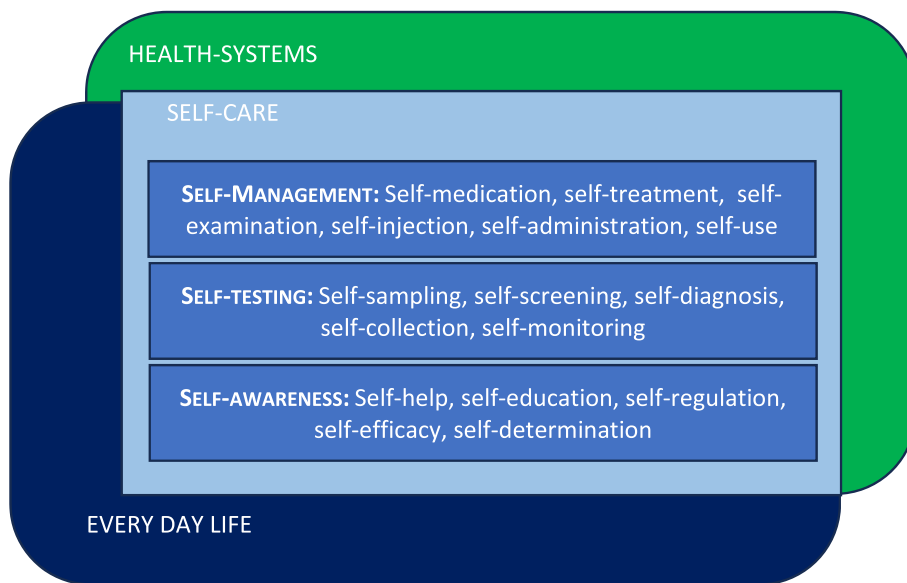 HEALTH-SYSTEMS
SELF-CARE
SELF-MANAGEMENT: Self-medication, self-treatment,  self-
examination, self-injection, self-administration, self-use
SELF-TESTING: Self-sampling, self-screening, self-diagnosis,
self-collection, self-monitoring
SELF-AWARENESS: Self-help, self-education, self-regulation,
self-efficacy, self-determination
EVERY DAY LIFE